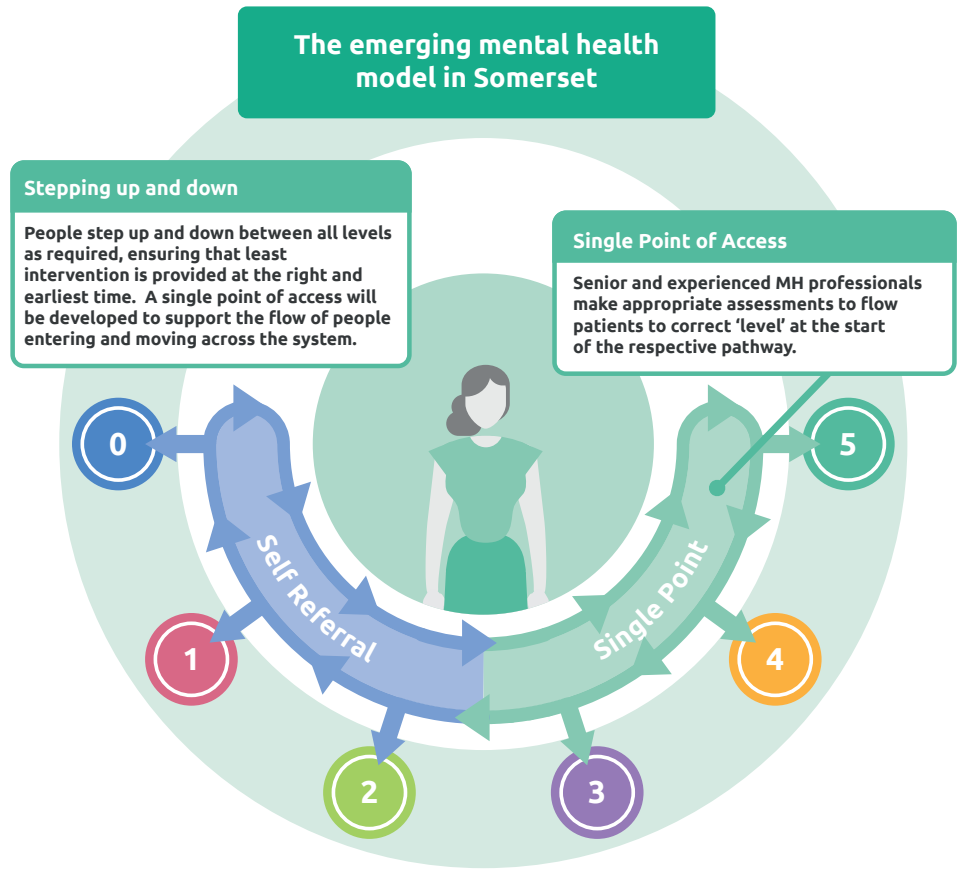 The emerging mental health
model in Somerset
Stepping up and down
People step up and down between all levels
as required, ensuring that least
intervention is provided at the right and
earliest time.  A single point of access will
be developed to support the flow of people
entering and moving across the system.
Single Point of Access
Senior and experienced MH professionals
make appropriate assessments to flow
patients to correct ‘level’ at the start
of the respective pathway.
0
5
Self Referral
Single Point
1
4
2
3